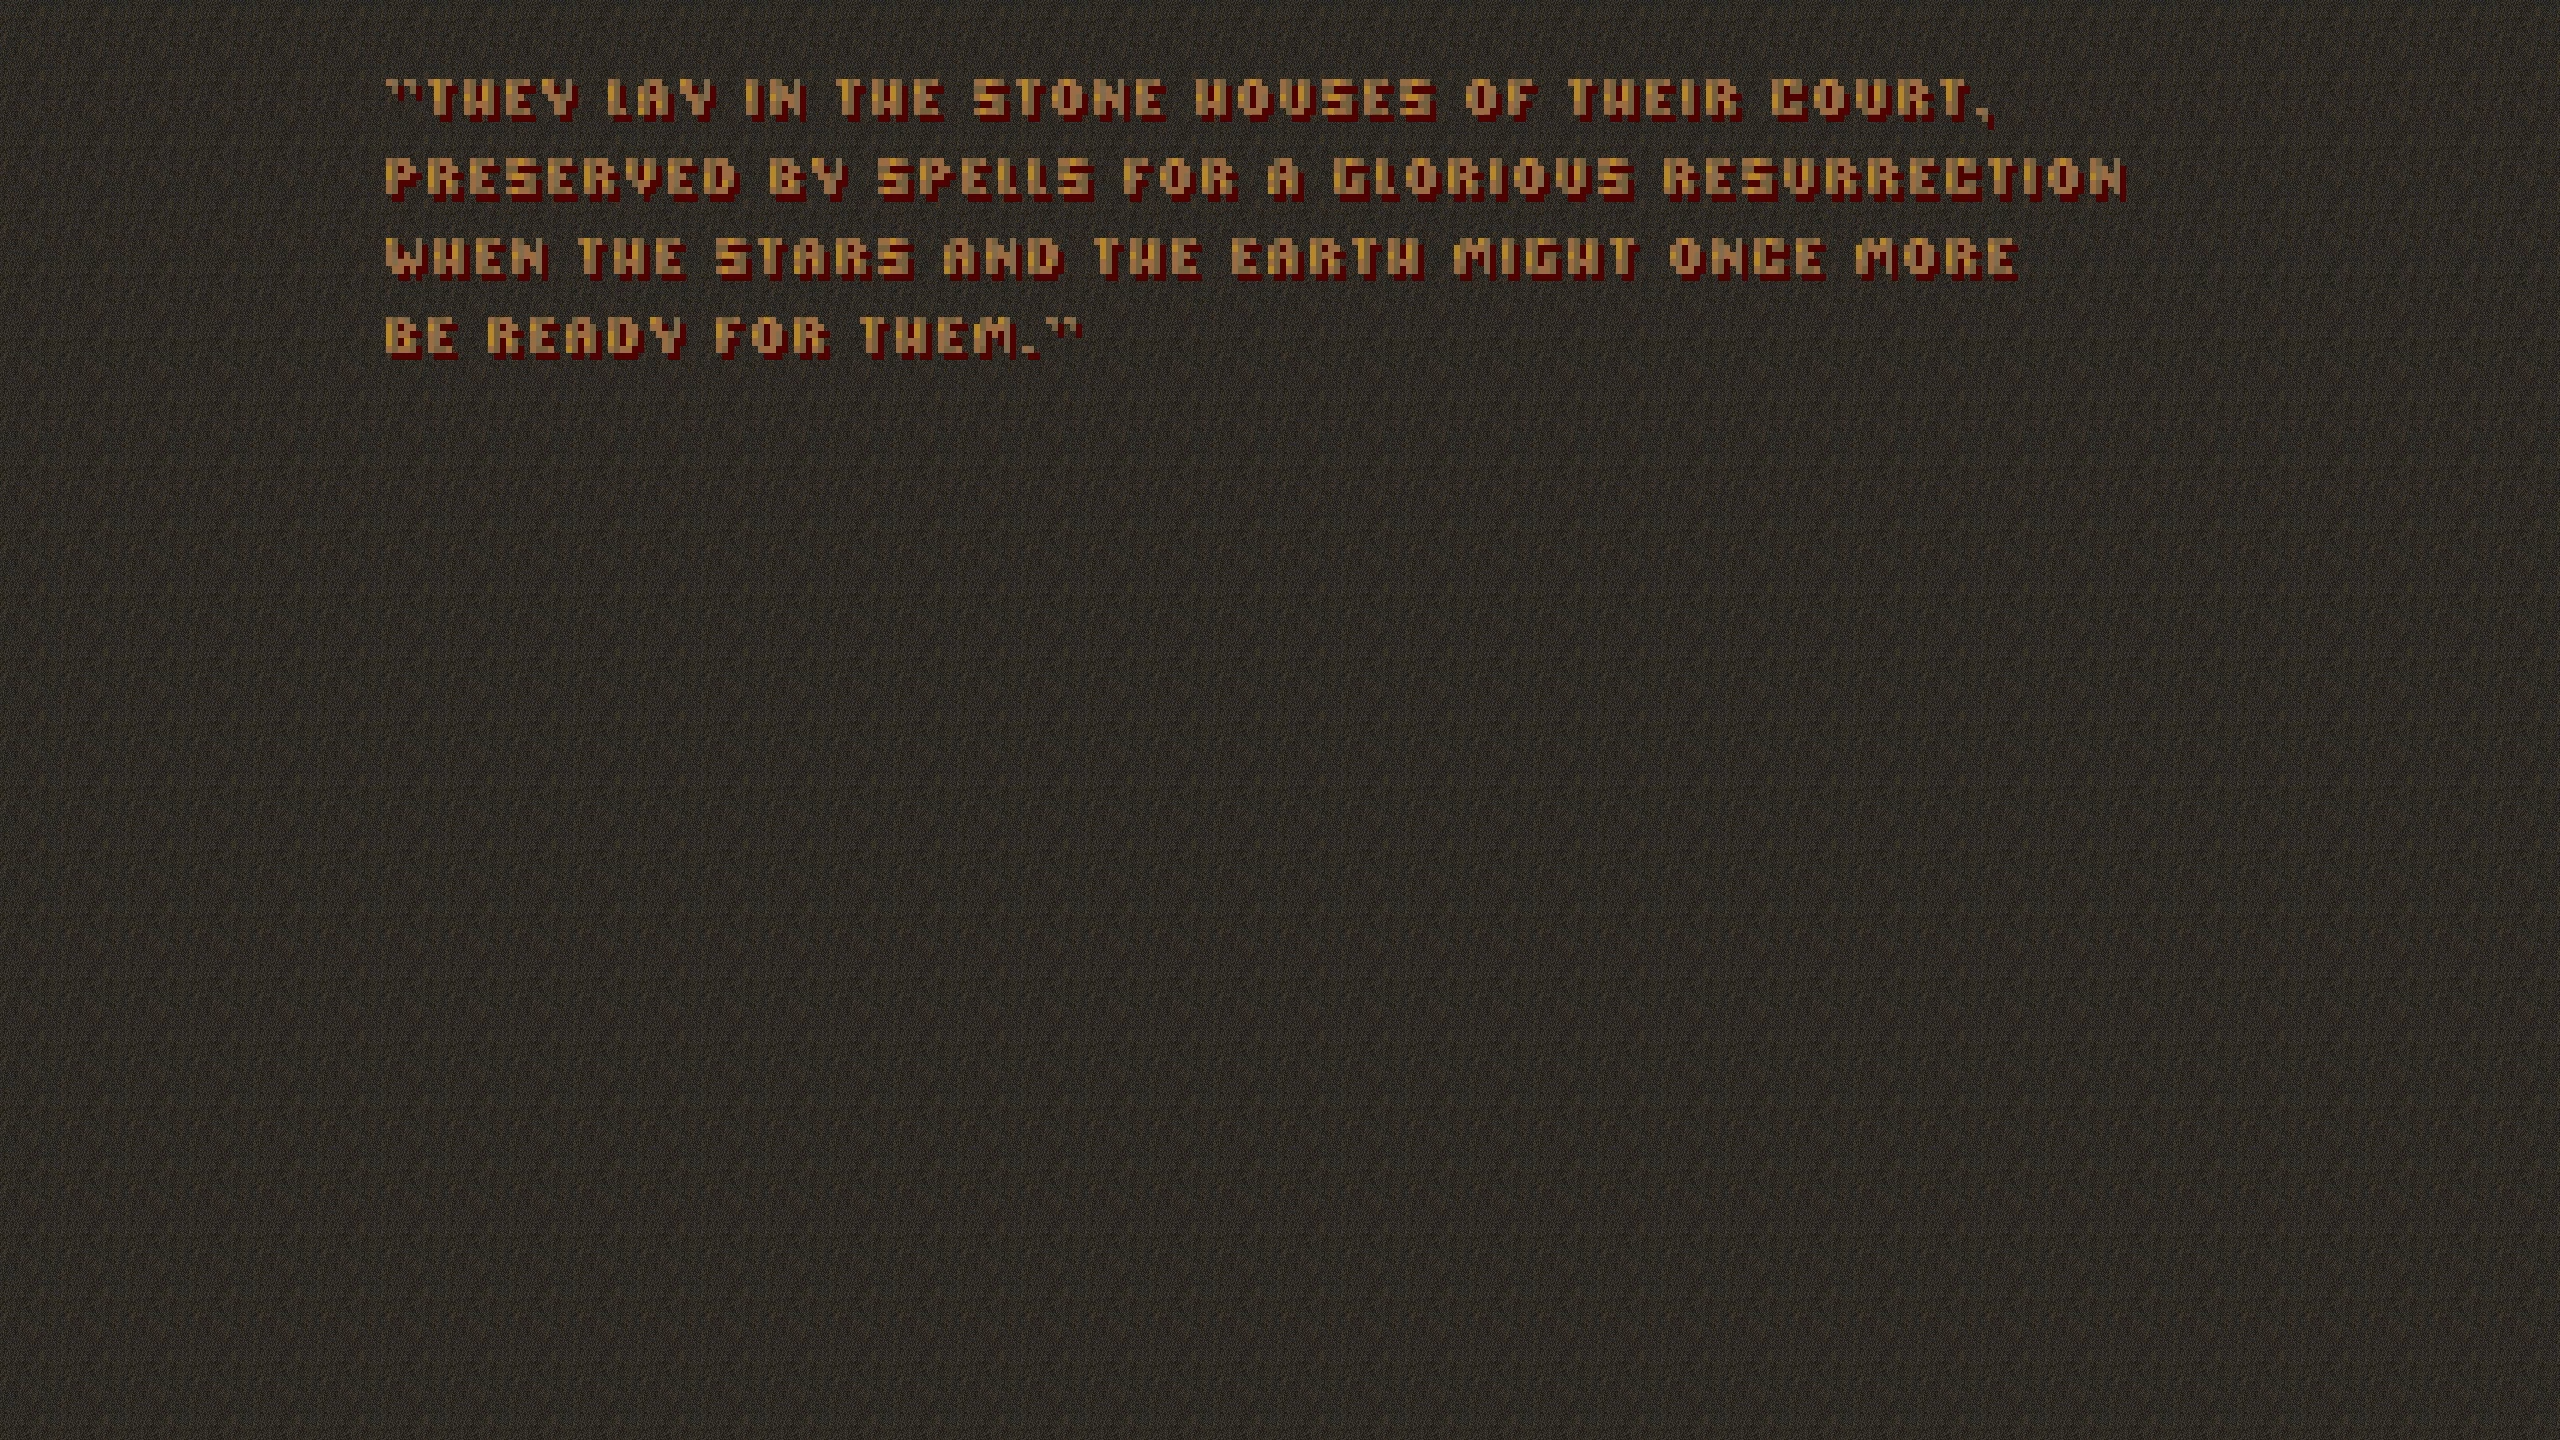 "THEY LAY IN THE STONE HOUSES OF THEIR COURT,
PRESERVED BY SPELLS FOR A GLORIOUS RESURRECTION
WHEN THE STARS AND THE EARTH MIGHT ONCE MORE
BE READY FOR THEM."